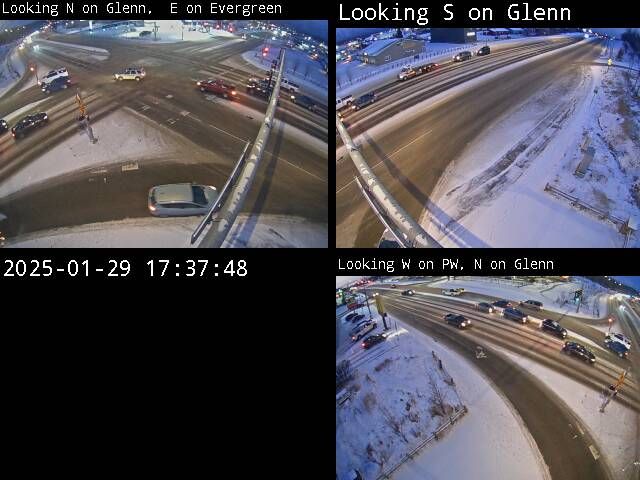 Looking N on Glenn,  E on Evergreen
Looking S on Glenn
2025-01-29 17:37:48
Looking W on PW, N on Glenn